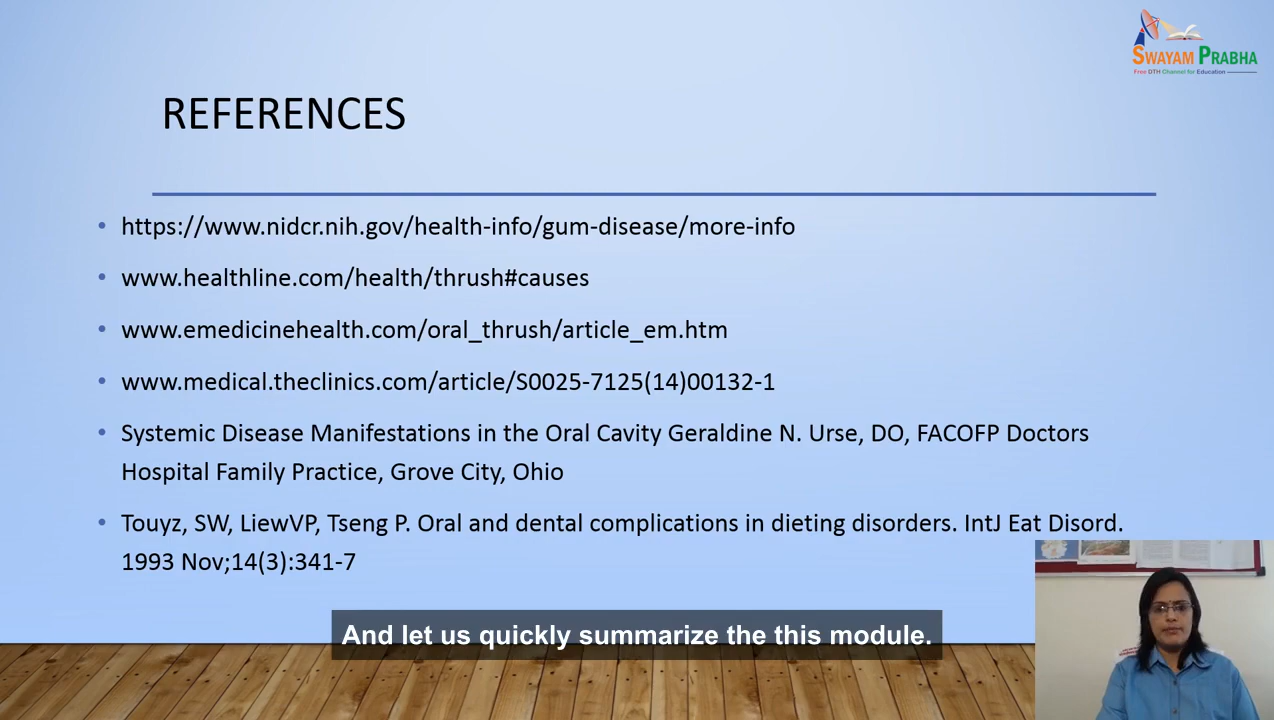 SWAYAM PRABHA
Free DTH Channel for Education
REFERENCES
• https://www.nidcr.nih.gov/health-info/gum-disease/more-info
• www.healthline.com/health/thrush#causes
• www.emedicinehealth.com/oral_thrush/article_em.htm
• www.medical.theclinics.com/article/S0025-7125(14)00132-1
• Systemic Disease Manifestations in the Oral Cavity Geraldine N. Urse, DO, FACOFP Doctors
Hospital Family Practice, Grove City, Ohio
• Touyz, SW, LiewVP, Tseng P. Oral and dental complications in dieting disorders. IntJ Eat Disord.
1993 Nov;14(3):341-7
And let us quickly summarize the this module.